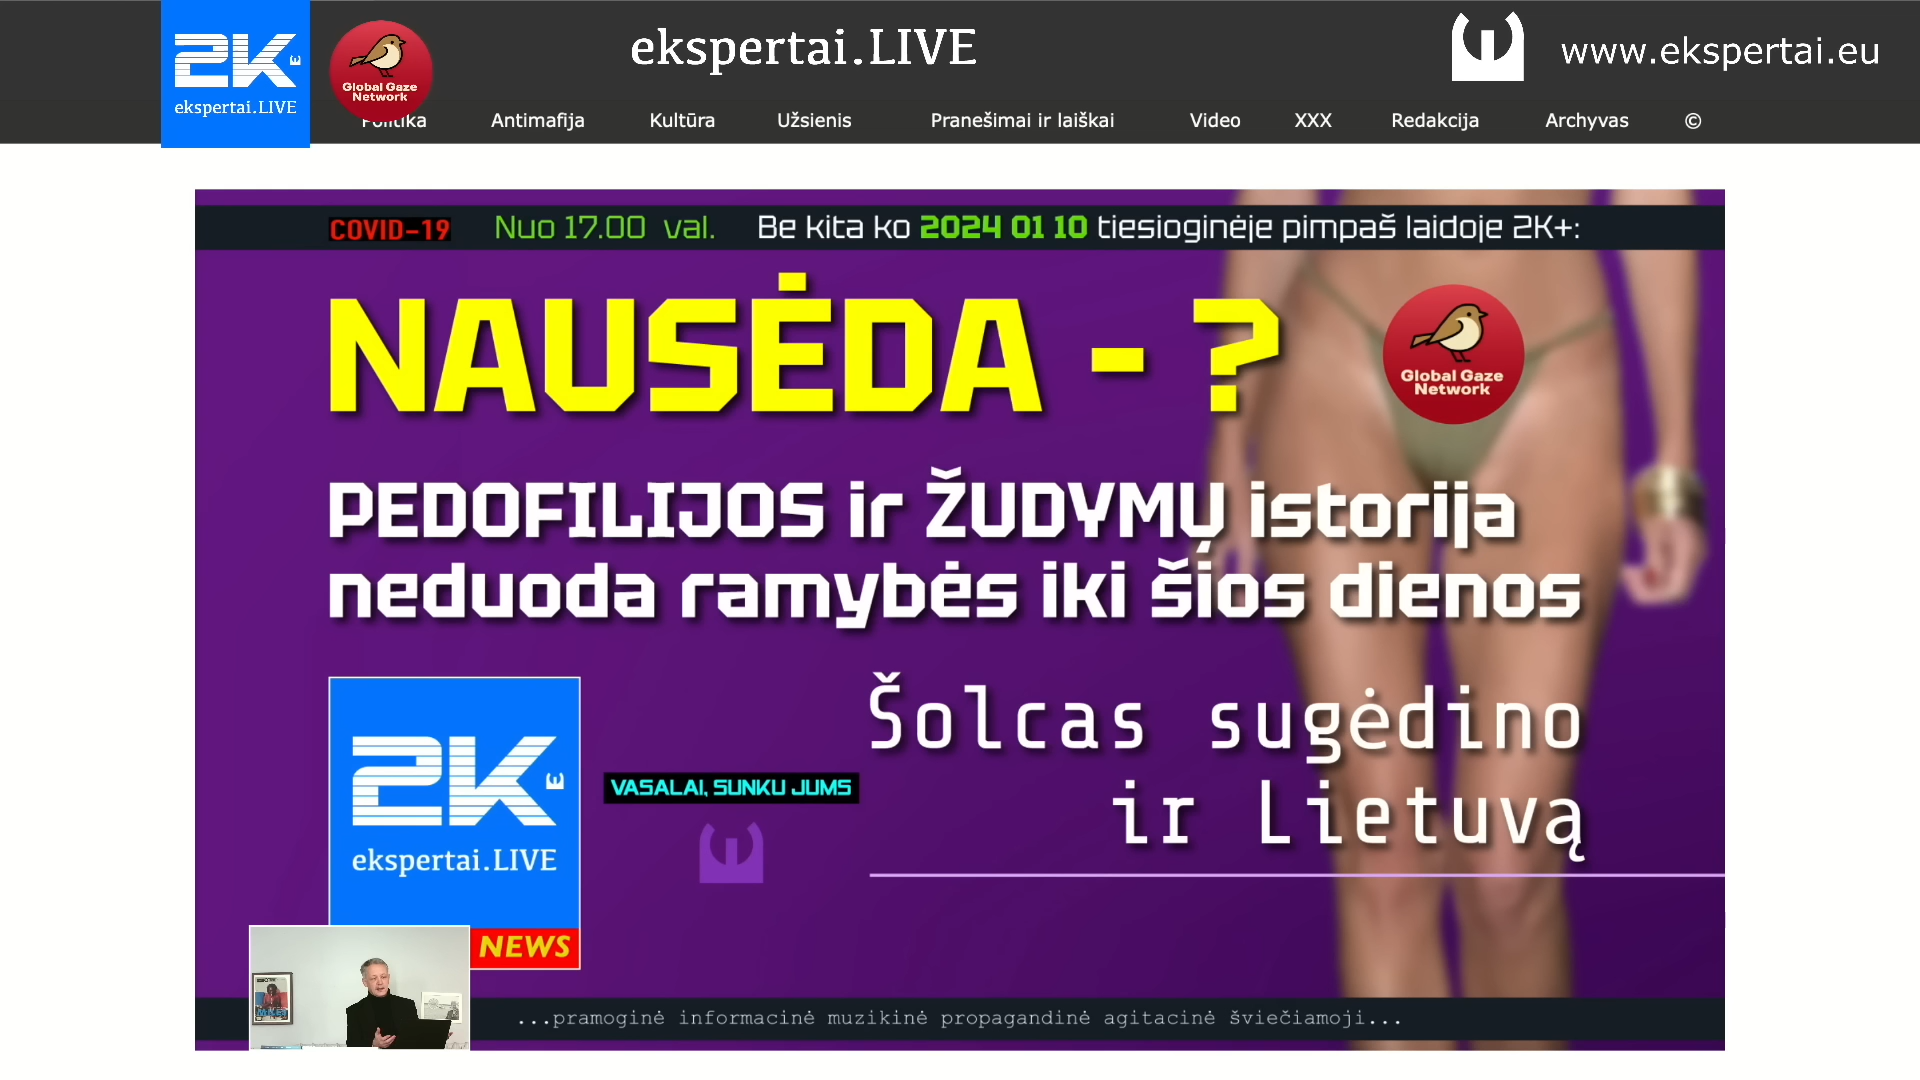 2K
ekspertai.LIVE
Global Gaze
Network
ekspertai.LIVE
www.ekspertai.eu
Politika Antimafija Kultūra Užsienis Pranešimai ir laiškai Video XXX Redakcija Archyvas ©
COVID-19 Nuo 17.00 val. Be kita ko 2024 01 10 tiesioginėje pimpaš laidoje 2K+:
NAUSĖDA - ?
Global Gaze
Network
PEDOFILIJOS ir ŽUDYMŲ istorija
neduoda ramybės iki šios dienos
Šolcas sugėdino
ir Lietuvą
2K
ekspertai.LIVE
VASALAI, SUNKU JUMS
NEWS
...pramoginė informacinė muzikinė propagandinė agitacinė šviečiamoji...